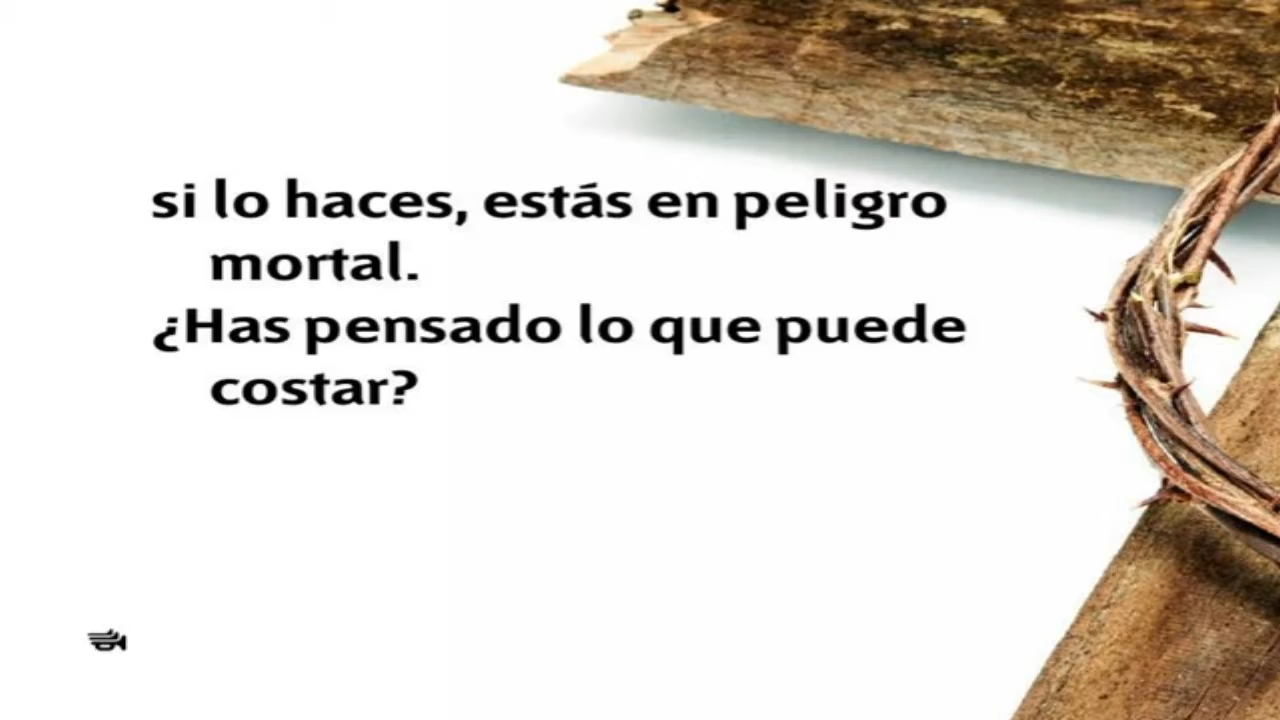 si lo haces, estás en peligro
mortal.
¿Has pensado lo que puede
costar?